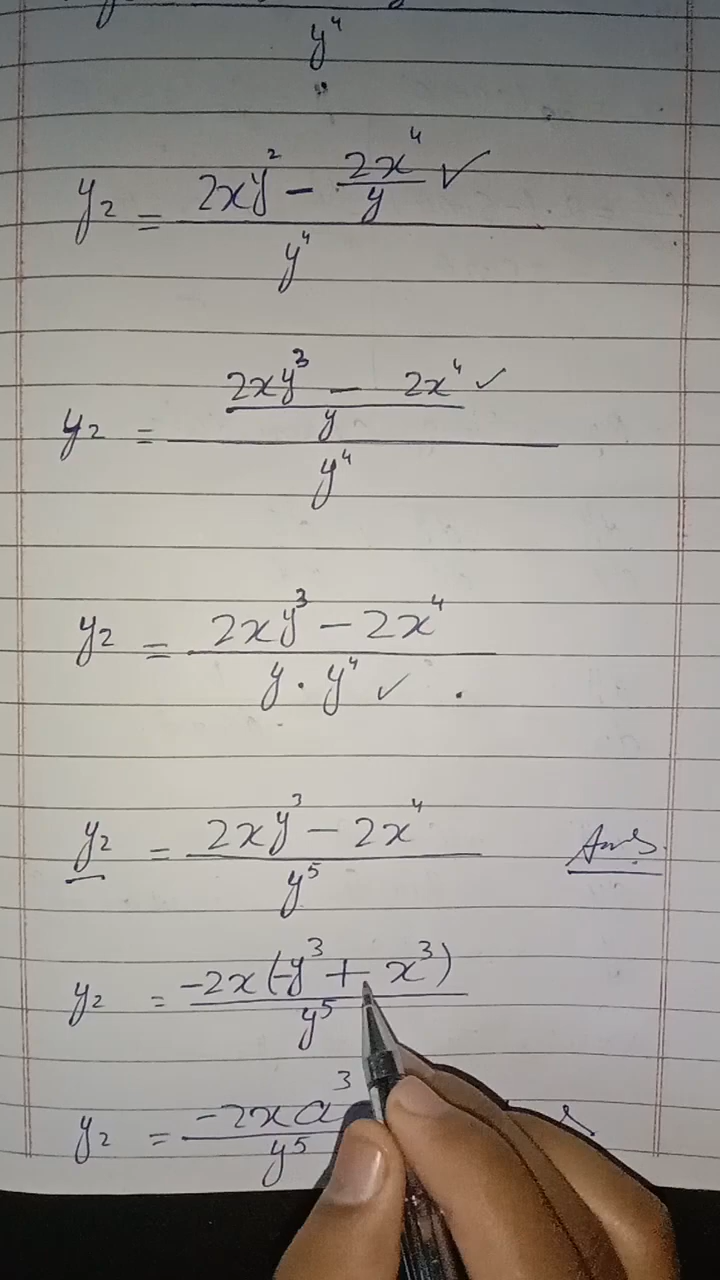 y⁴
y₂ = (2xy² - 2x⁴/y)/y⁴ ✓
y₂ = ((2xy³ - 2x⁴)/y)/y⁴ ✓
y₂ = (2xy³ - 2x⁴)/(y · y⁴) ✓ .
y₂ = (2xy³ - 2x⁴)/y⁵ Ans.
y₂ = -2x(-y³ + x³)/y⁵
y₂ = -2xa³/y⁵